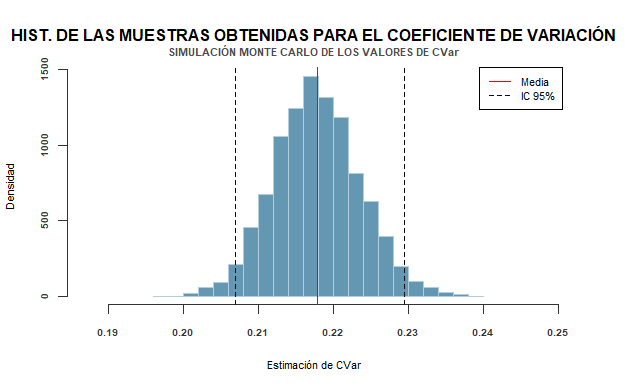 HIST. DE LAS MUESTRAS OBTENIDAS PARA EL COEFICIENTE DE VARIACIÓN
SIMULACIÓN MONTE CARLO DE LOS VALORES DE CVar
Media
IC 95%
Densidad
1500
1000
500
0
0.19 0.20 0.21 0.22 0.23 0.24 0.25
Estimación de CVar